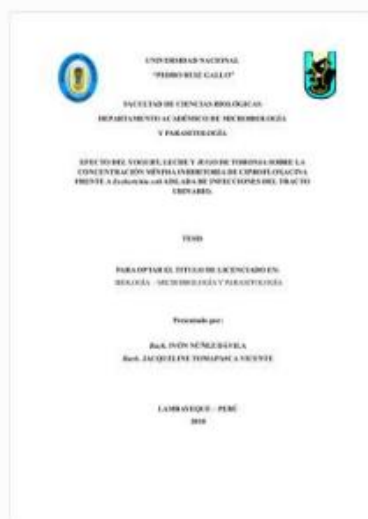 UNIVERSIDAD NACIONAL
"PEDRO RUIZ GALLO"
FACULTAD DE CIENCIAS BIOLÓGICAS
DEPARTAMENTO ACADÉMICO DE MICROBIOLOGÍA
Y PARASITOLOGÍA
EFECTO DEL YOGURT, LECHE Y JUGO DE TORONJA SOBRE LA
CONCENTRACIÓN MÍNIMA INHIBITORIA DE CIPROFLOXACINA
FRENTE A Escherichia coli AISLADA DE INFECCIONES DEL TRACTO
URINARIO.
TESIS
PARA OPTAR EL TITULO DE LICENCIADO EN:
BIOLOGÍA - MICROBIOLOGÍA Y PARASITOLOGÍA
Presentado por:
Bach. IVÓN NÚÑEZ DÁVILA
Bach. JACQUELINE TUMAPASCA VICENTE
LAMBAYEQUE – PERÚ